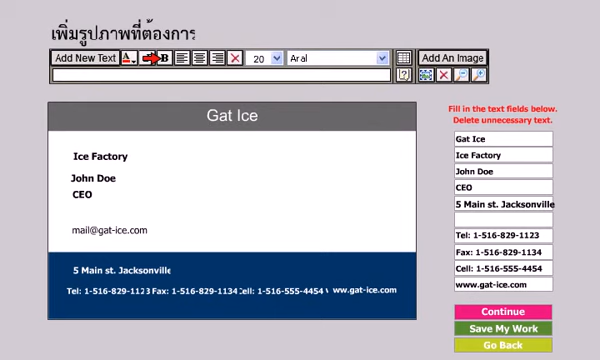 เพิ่มรูปภาพที่ต้องการ
Add New Text A B 20 Arial Add An Image
Gat Ice
Ice Factory
John Doe
CEO
mail@gat-ice.com
5 Main st. Jacksonville
Tel: 1-516-829-1123 Fax: 1-516-829-1134 Cell: 1-516-555-4454 www.gat-ice.com
Fill in the text fields below.
Delete unnecessary text.
Gat Ice
Ice Factory
John Doe
CEO
5 Main st. Jacksonville
Tel: 1-516-829-1123
Fax: 1-516-829-1134
Cell: 1-516-555-4454
www.gat-ice.com
Continue
Save My Work
Go Back